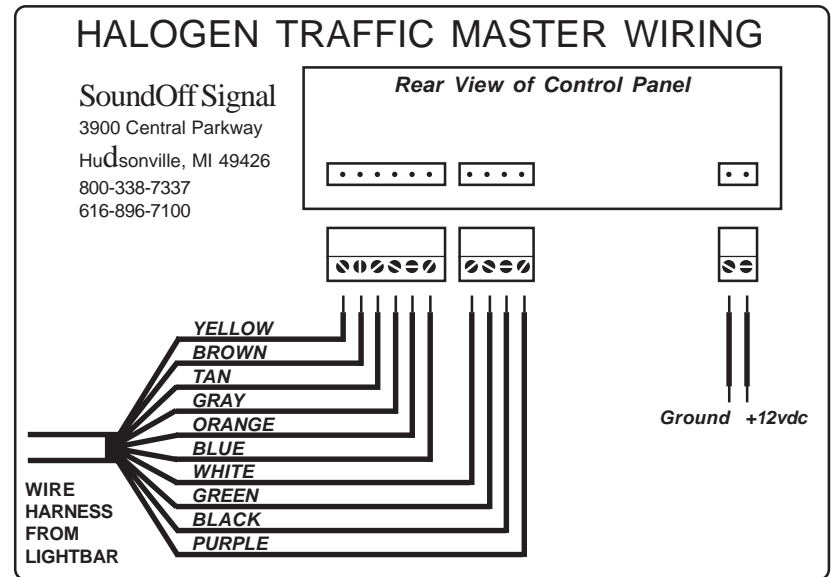 HALOGEN TRAFFIC MASTER WIRING
SoundOff Signal
3900 Central Parkway
Hudsonville, MI 49426
800-338-7337
616-896-7100
Rear View of Control Panel
YELLOW
BROWN
TAN
GRAY
ORANGE
BLUE
WHITE
GREEN
BLACK
PURPLE
WIRE
HARNESS
FROM
LIGHTBAR
Ground +12vdc